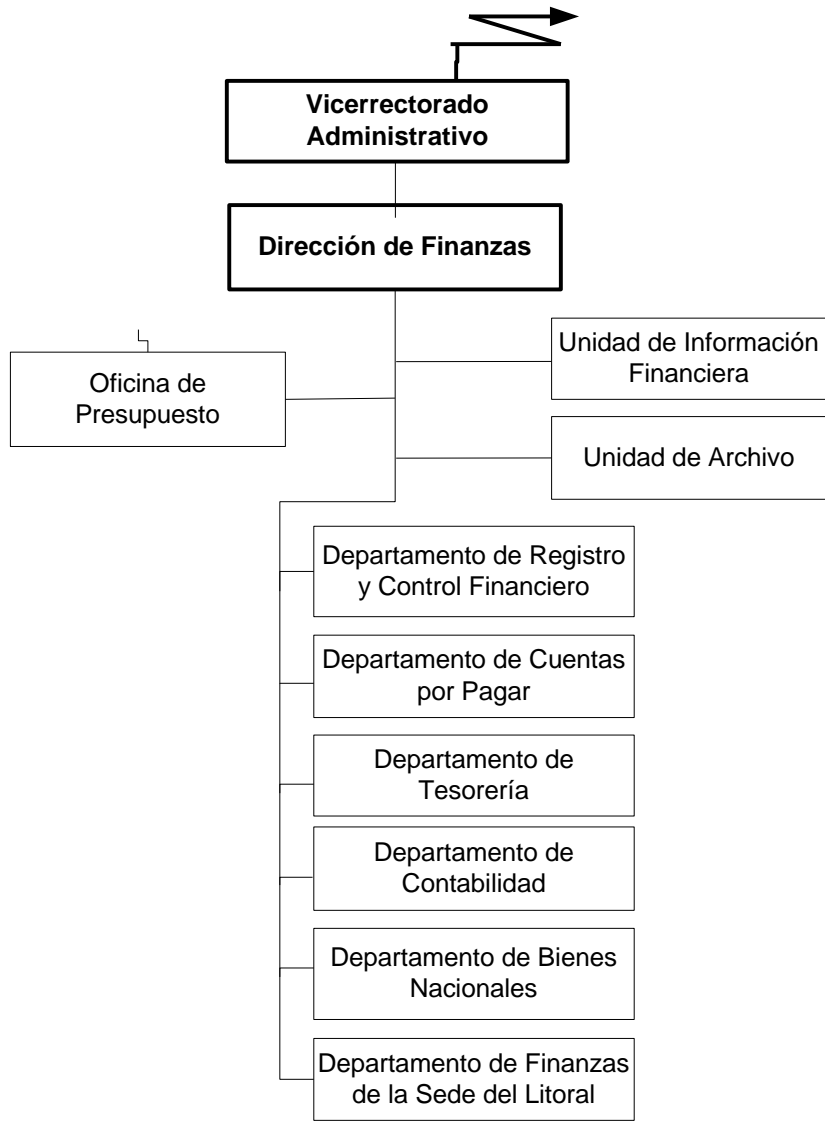 Vicerrectorado
Administrativo
Dirección de Finanzas
Oficina de
Presupuesto
Unidad de Información
Financiera
Unidad de Archivo
Departamento de Registro
y Control Financiero
Departamento de Cuentas
por Pagar
Departamento de
Tesorería
Departamento de
Contabilidad
Departamento de Bienes
Nacionales
Departamento de Finanzas
de la Sede del Litoral